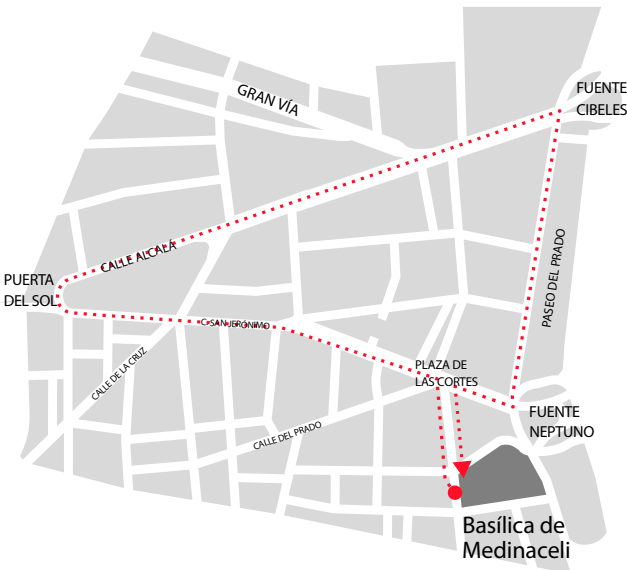 FUENTE
CIBELES
GRAN VÍA
CALLE ALCALÁ
PUERTA
DEL SOL
PASEO DEL PRADO
C. SAN JERÓNIMO
CALLE DE LA CRUZ
PLAZA DE
LAS CORTES
CALLE DEL PRADO
FUENTE
NEPTUNO
Basílica de
Medinaceli